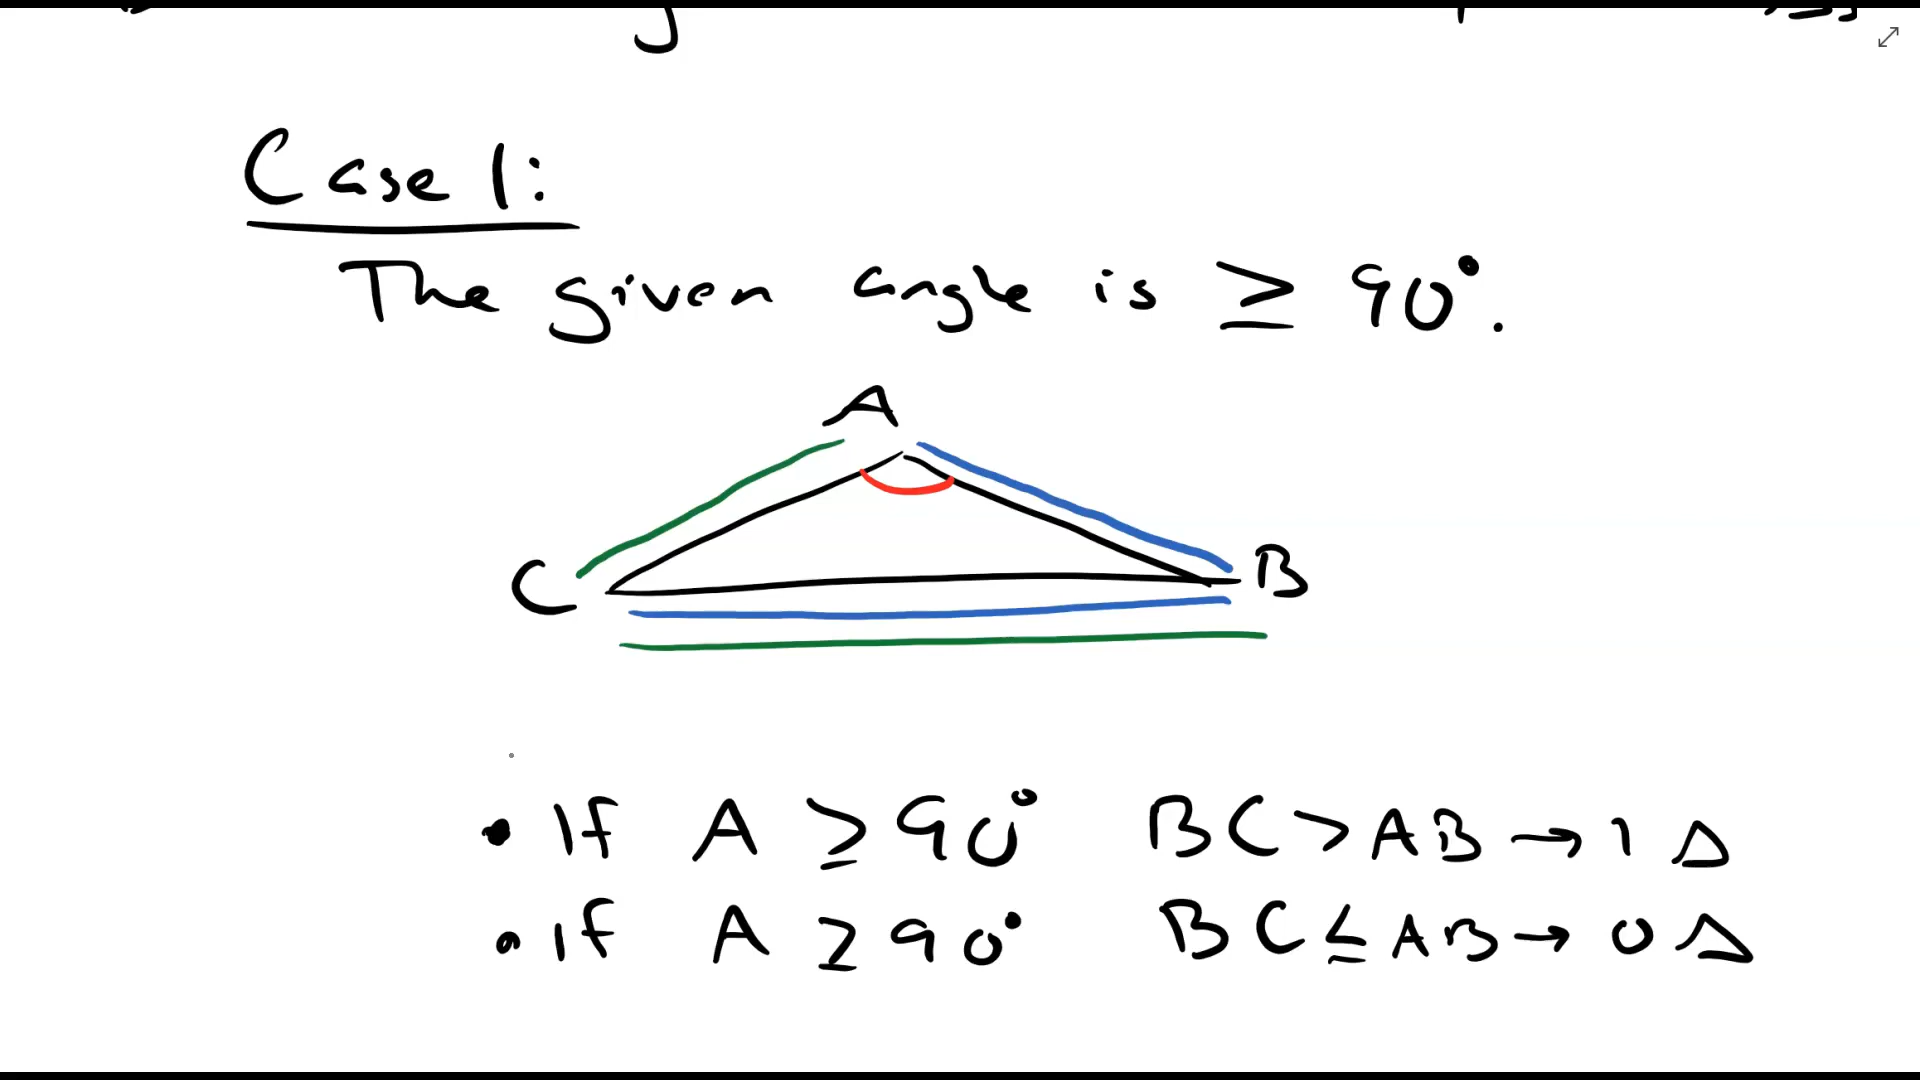 Case 1:
The given angle is ≥ 90°.
A
C
B
• If A ≥ 90° BC > AB → 1 Δ
• If A ≥ 90° BC ≤ AB → 0 Δ